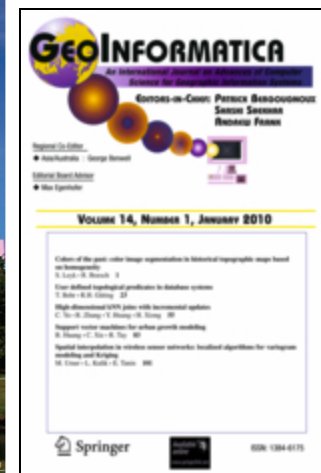 GEOINFORMATICA
An International Journal on Advances of Computer
Science for Geographic Information Systems
EDITORS-IN-CHIEF: PATRICK BERGOUGNOUX
SHASHI SHEKHAR
ANDREW FRANK
Regional Co-Editor
Asia/Australia : George Benwell
Editorial Board Advisor
Max Egenhofer
VOLUME 14, NUMBER 1, JANUARY 2010
Colors of the past: color image segmentation in historical topographic maps based
on homogeneity
S. Leyk · R. Boesch 1
User defined topological predicates in database systems
T. Behr · R.H. Güting 23
High-dimensional kNN joins with incremental updates
C. Yu · R. Zhang · Y. Huang · H. Xiong 55
Support vector machines for urban growth modeling
B. Huang · C. Xie · R. Tay 83
Spatial interpolation in wireless sensor networks: localized algorithms for variogram
modeling and Kriging
M. Umer · L. Kulik · E. Tanin 101
Springer
ISSN: 1384-6175